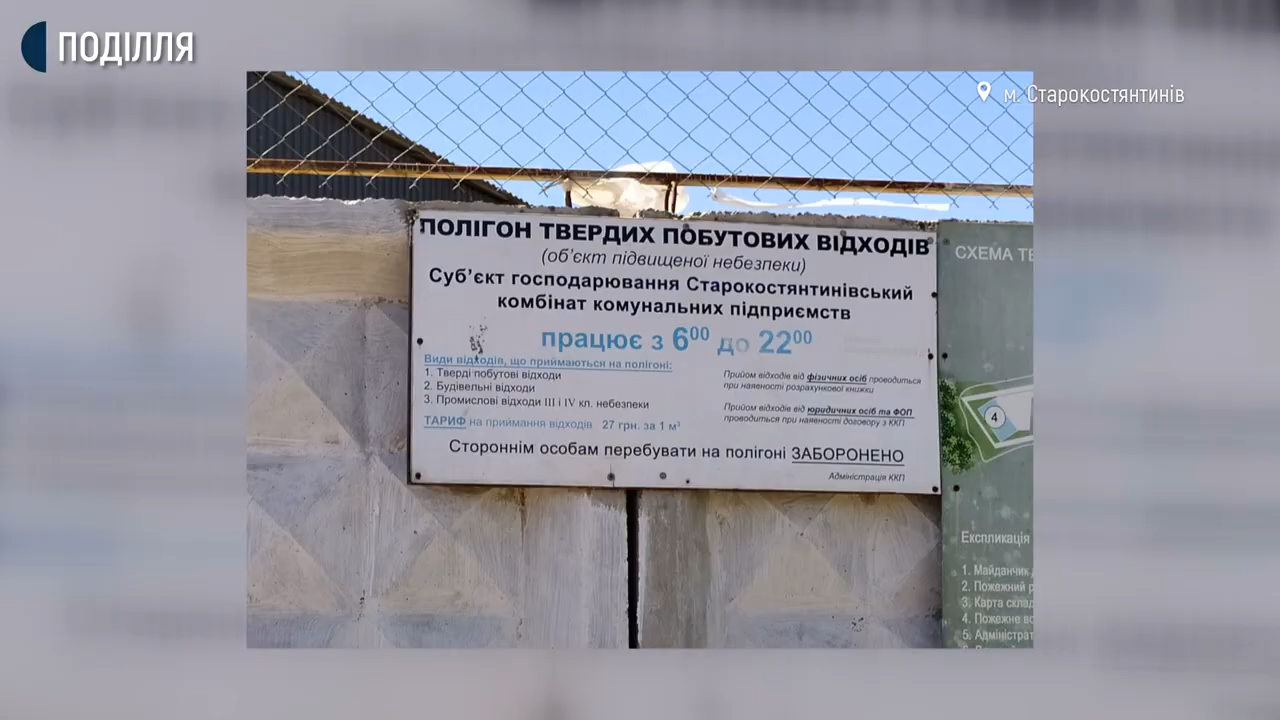 ПОДІЛЛЯ
м. Старокостянтинів
ПОЛІГОН ТВЕРДИХ ПОБУТОВИХ ВІДХОДІВ
(об'єкт підвищеної небезпеки)
Суб'єкт господарювання Старокостянтинівський
комбінат комунальних підприємств
працює з 6⁰⁰ до 22⁰⁰
Види відходів, що приймаються на полігоні:
1. Тверді побутові відходи
2. Будівельні відходи
3. Промислові відходи III і IV кл. небезпеки
ТАРИФ на приймання відходів 27 грн. за 1 м³
Прийом відходів від фізичних осіб проводиться
при наявності розрахункової книжки
Прийом відходів від юридичних осіб та ФОП
проводиться при наявності договору з ККП
Стороннім особам перебувати на полігоні ЗАБОРОНЕНО
Адміністрація ККП
СХЕМА ТЕ
4
Експликація
1. Майданчик
2. Пожежний р
3. Карта склад
4. Пожежне во
5. Адміністрат